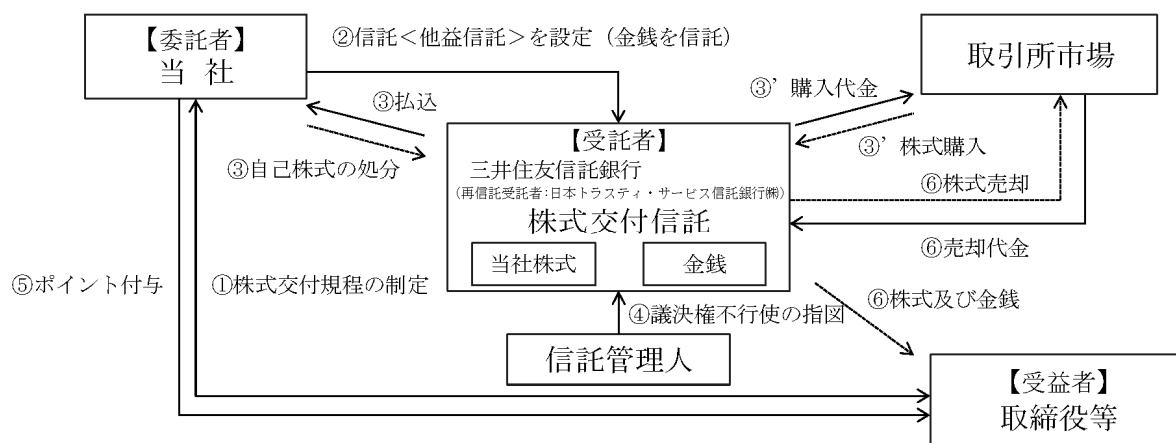 【委託者】
当 社
②信託＜他益信託＞を設定（金銭を信託）
取引所市場
③払込
③’ 購入代金
③自己株式の処分
【受託者】
三井住友信託銀行
（再信託受託者：日本トラスティ・サービス信託銀行㈱）
株式交付信託
当社株式
金銭
③’ 株式購入
⑥株式売却
⑥売却代金
⑤ポイント付与
①株式交付規程の制定
④議決権不行使の指図
⑥株式及び金銭
信託管理人
【受益者】
取締役等